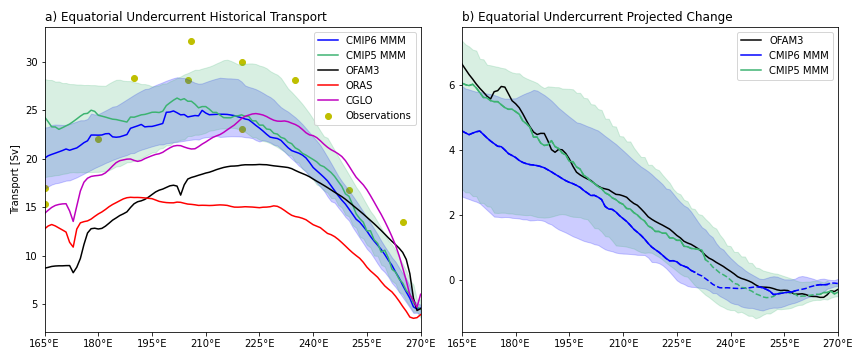 a) Equatorial Undercurrent Historical Transport
Transport [Sv]
30
25
20
15
10
5
165°E 180°E 195°E 210°E 225°E 240°E 255°E 270°E
CMIP6 MMM
CMIP5 MMM
OFAM3
ORAS
CGLO
Observations
b) Equatorial Undercurrent Projected Change
6
4
2
0
165°E 180°E 195°E 210°E 225°E 240°E 255°E 270°E
OFAM3
CMIP6 MMM
CMIP5 MMM